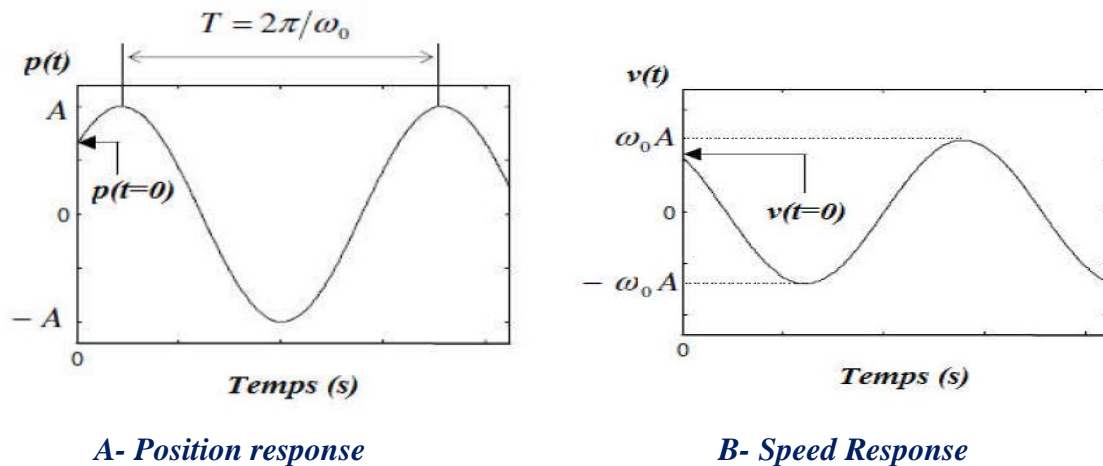 T = 2π/ω₀
p(t)
A
p(t=0)
0
− A
0
Temps (s)
A- Position response
v(t)
ω₀A
v(t=0)
0
− ω₀A
0
Temps (s)
B- Speed Response